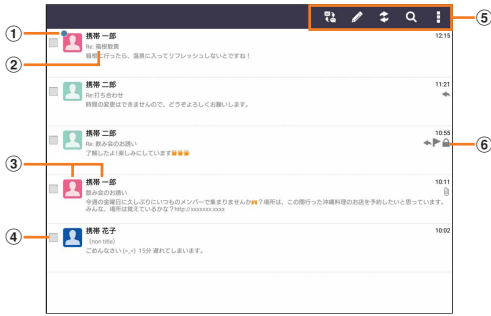 ⑤
①
携帯 一郎
12:15
Re: 箱根散策
②
箱根に行ったら、温泉に入ってリフレッシュしないとですね！
携帯 二郎
11:21
Re:打ち合わせ
時間の変更はできませんので、どうぞよろしくお願いします。
携帯 二郎
10:55
Re: 飲み会のお誘い
⑥
了解したよ!楽しみにしています
③
携帯 一郎
10:11
飲み会のお誘い
今週の金曜日に久しぶりにいつものメンバーで集まりませんか？場所は、この間行った沖縄料理のお店を予約したいと思っています。
みんな、場所は覚えているかな？http://xxxxxxx.xxxx
④
携帯 花子
10:02
(non title)
ごめんなさい (>_<) 15分 遅れてしまいます。